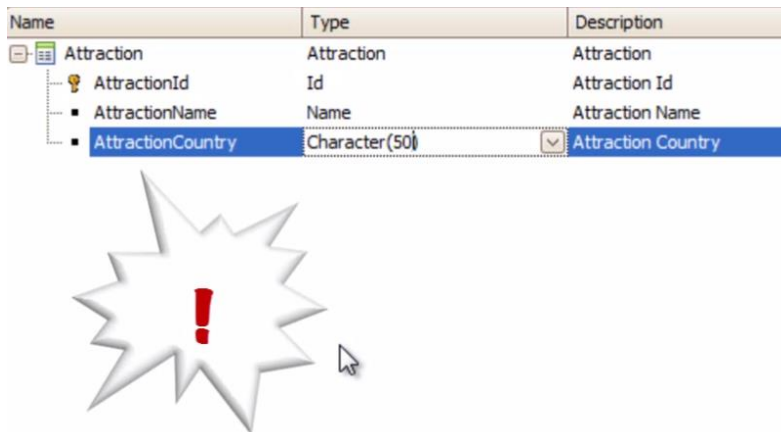 Name Type Description
Attraction Attraction Attraction
AttractionId Id Attraction Id
AttractionName Name Attraction Name
AttractionCountry Character(50) Attraction Country
!